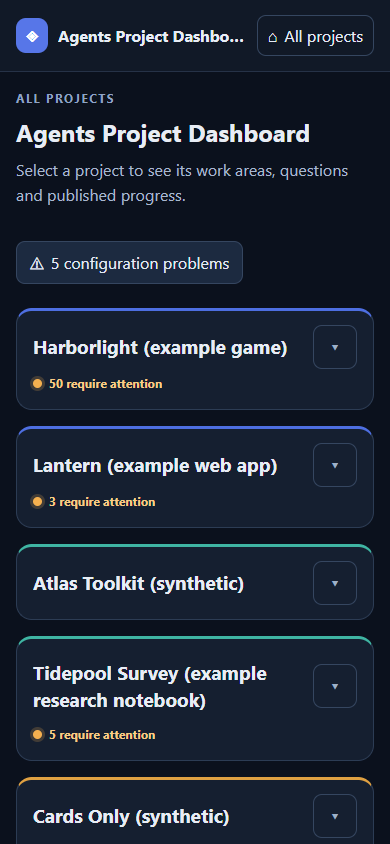 Agents Project Dashbo...
All projects
ALL PROJECTS
Agents Project Dashboard
Select a project to see its work areas, questions
and published progress.
5 configuration problems
Harborlight (example game)
50 require attention
Lantern (example web app)
3 require attention
Atlas Toolkit (synthetic)
Tidepool Survey (example
research notebook)
5 require attention
Cards Only (synthetic)